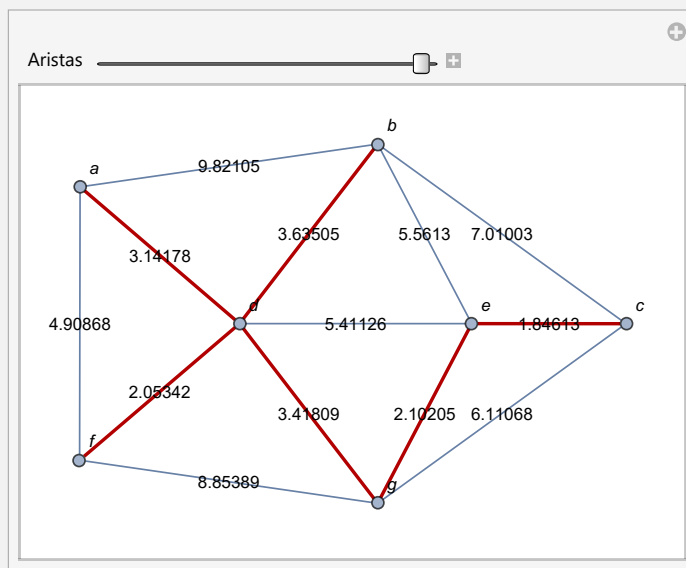 Aristas
b
a
9.82105
3.63505
5.5613
7.01003
3.14178
d
e
c
4.90868
5.41126
1.84613
2.05342
3.41809
2.10205
6.11068
f
8.85389
g